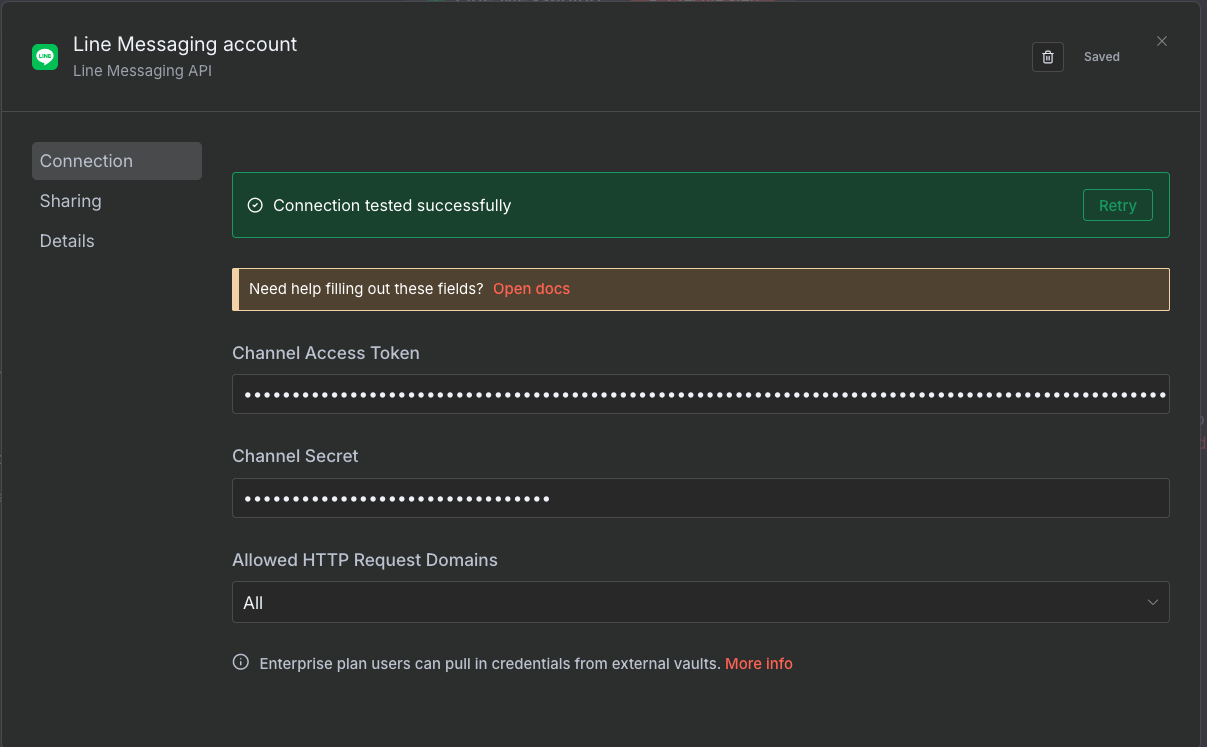 Line Messaging account
LINE
Line Messaging API
Saved
Connection
Sharing
Details
Connection tested successfully
Retry
Need help filling out these fields? Open docs
Channel Access Token
••••••••••••••••••••••••••••••••••••••••••••••••••••••••••••••••••••••••••••••••••••••••••••••••
Channel Secret
••••••••••••••••••••••••••••••••
Allowed HTTP Request Domains
All
Enterprise plan users can pull in credentials from external vaults. More info